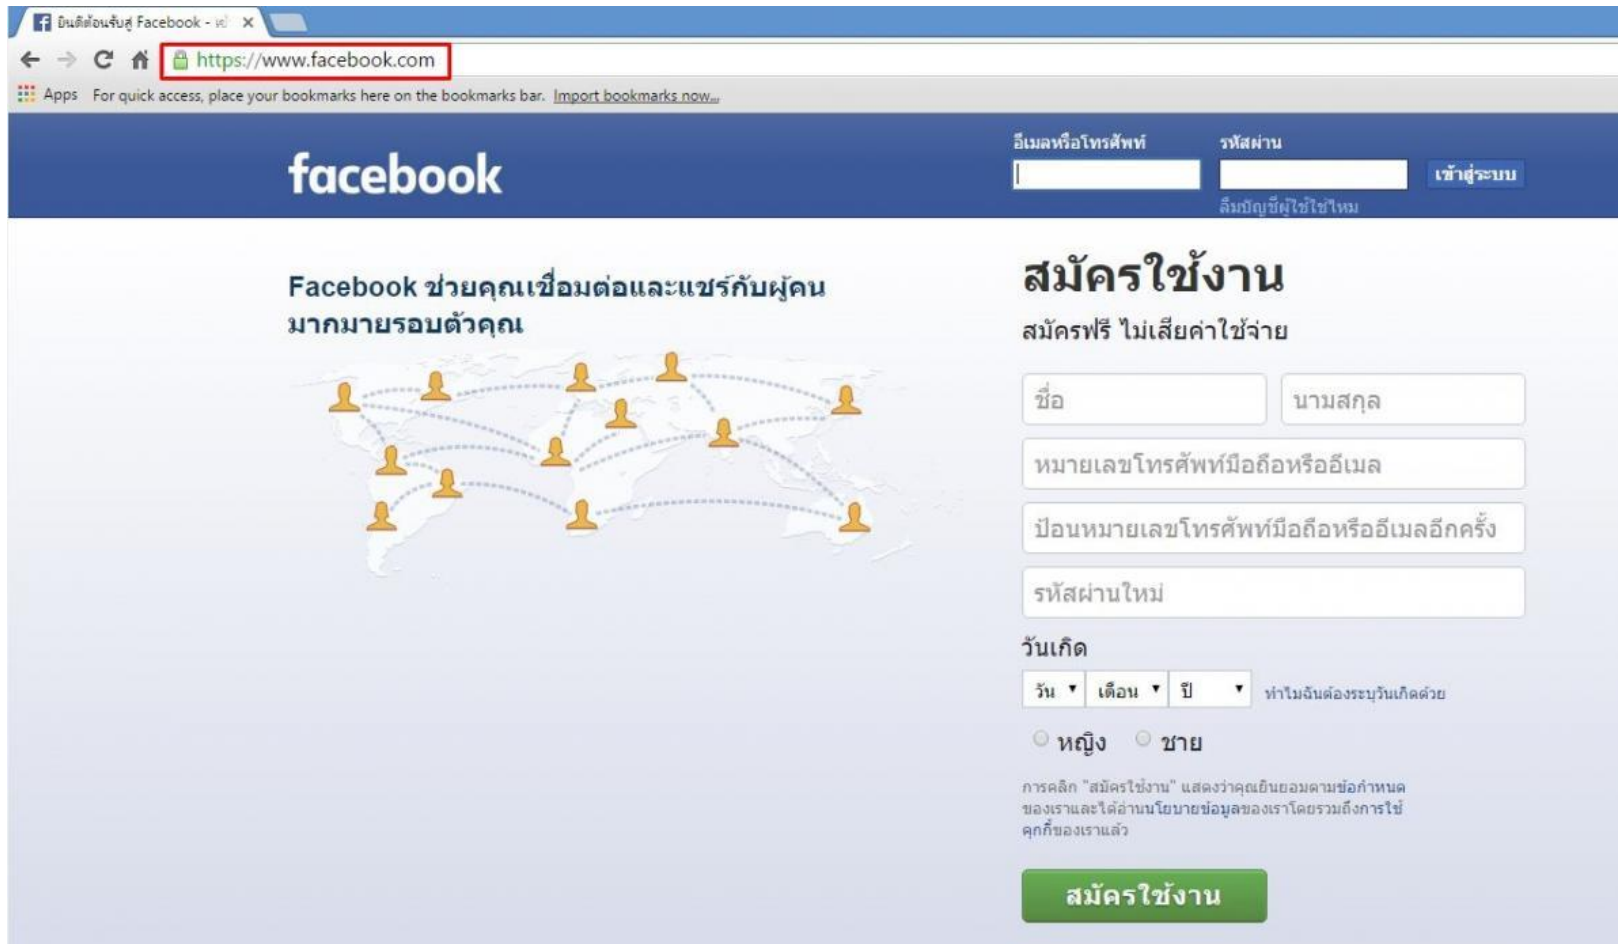 ยินดีต้อนรับสู่ Facebook - เข้
https://www.facebook.com
Apps For quick access, place your bookmarks here on the bookmarks bar. Import bookmarks now...
facebook
อีเมลหรือโทรศัพท์
รหัสผ่าน
เข้าสู่ระบบ
ลืมบัญชีผู้ใช้ใช่ไหม
Facebook ช่วยคุณเชื่อมต่อและแชร์กับผู้คน
มากมายรอบตัวคุณ
สมัครใช้งาน
สมัครฟรี ไม่เสียค่าใช้จ่าย
ชื่อ นามสกุล
หมายเลขโทรศัพท์มือถือหรืออีเมล
ป้อนหมายเลขโทรศัพท์มือถือหรืออีเมลอีกครั้ง
รหัสผ่านใหม่
วันเกิด
วัน เดือน ปี ทำไมฉันต้องระบุวันเกิดด้วย
หญิง ชาย
การคลิก "สมัครใช้งาน" แสดงว่าคุณยินยอมตามข้อกำหนด
ของเราและได้อ่านนโยบายข้อมูลของเราโดยรวมถึงการใช้
คุกกี้ของเราแล้ว
สมัครใช้งาน